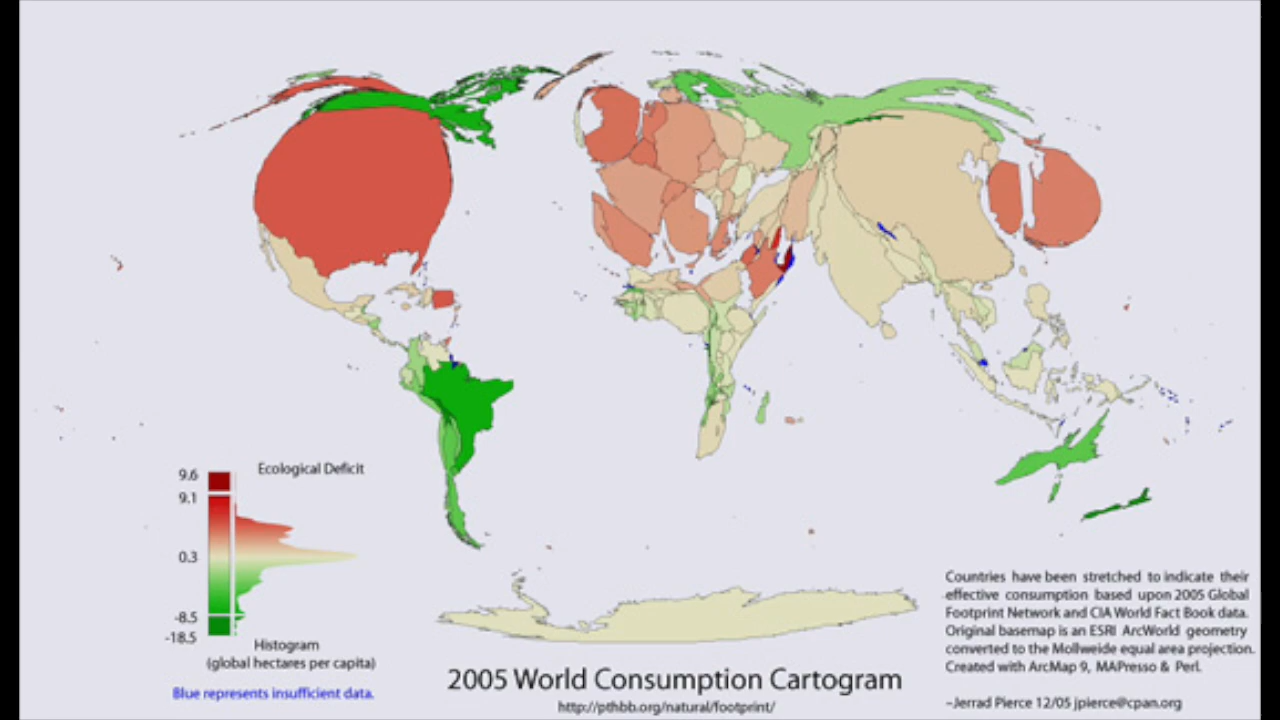 9.6
Ecological Deficit
9.1
0.3
-8.5
-18.5
Histogram
(global hectares per capita)
Blue represents insufficient data.
2005 World Consumption Cartogram
http://pthbb.org/natural/footprint/
Countries have been stretched to indicate their
effective consumption based upon 2005 Global
Footprint Network and CIA World Fact Book data.
Original basemap is an ESRI ArcWorld geometry
converted to the Mollweide equal area projection.
Created with ArcMap 9, MAPresso & Perl.
~Jerrad Pierce 12/05 jpierce@cpan.org